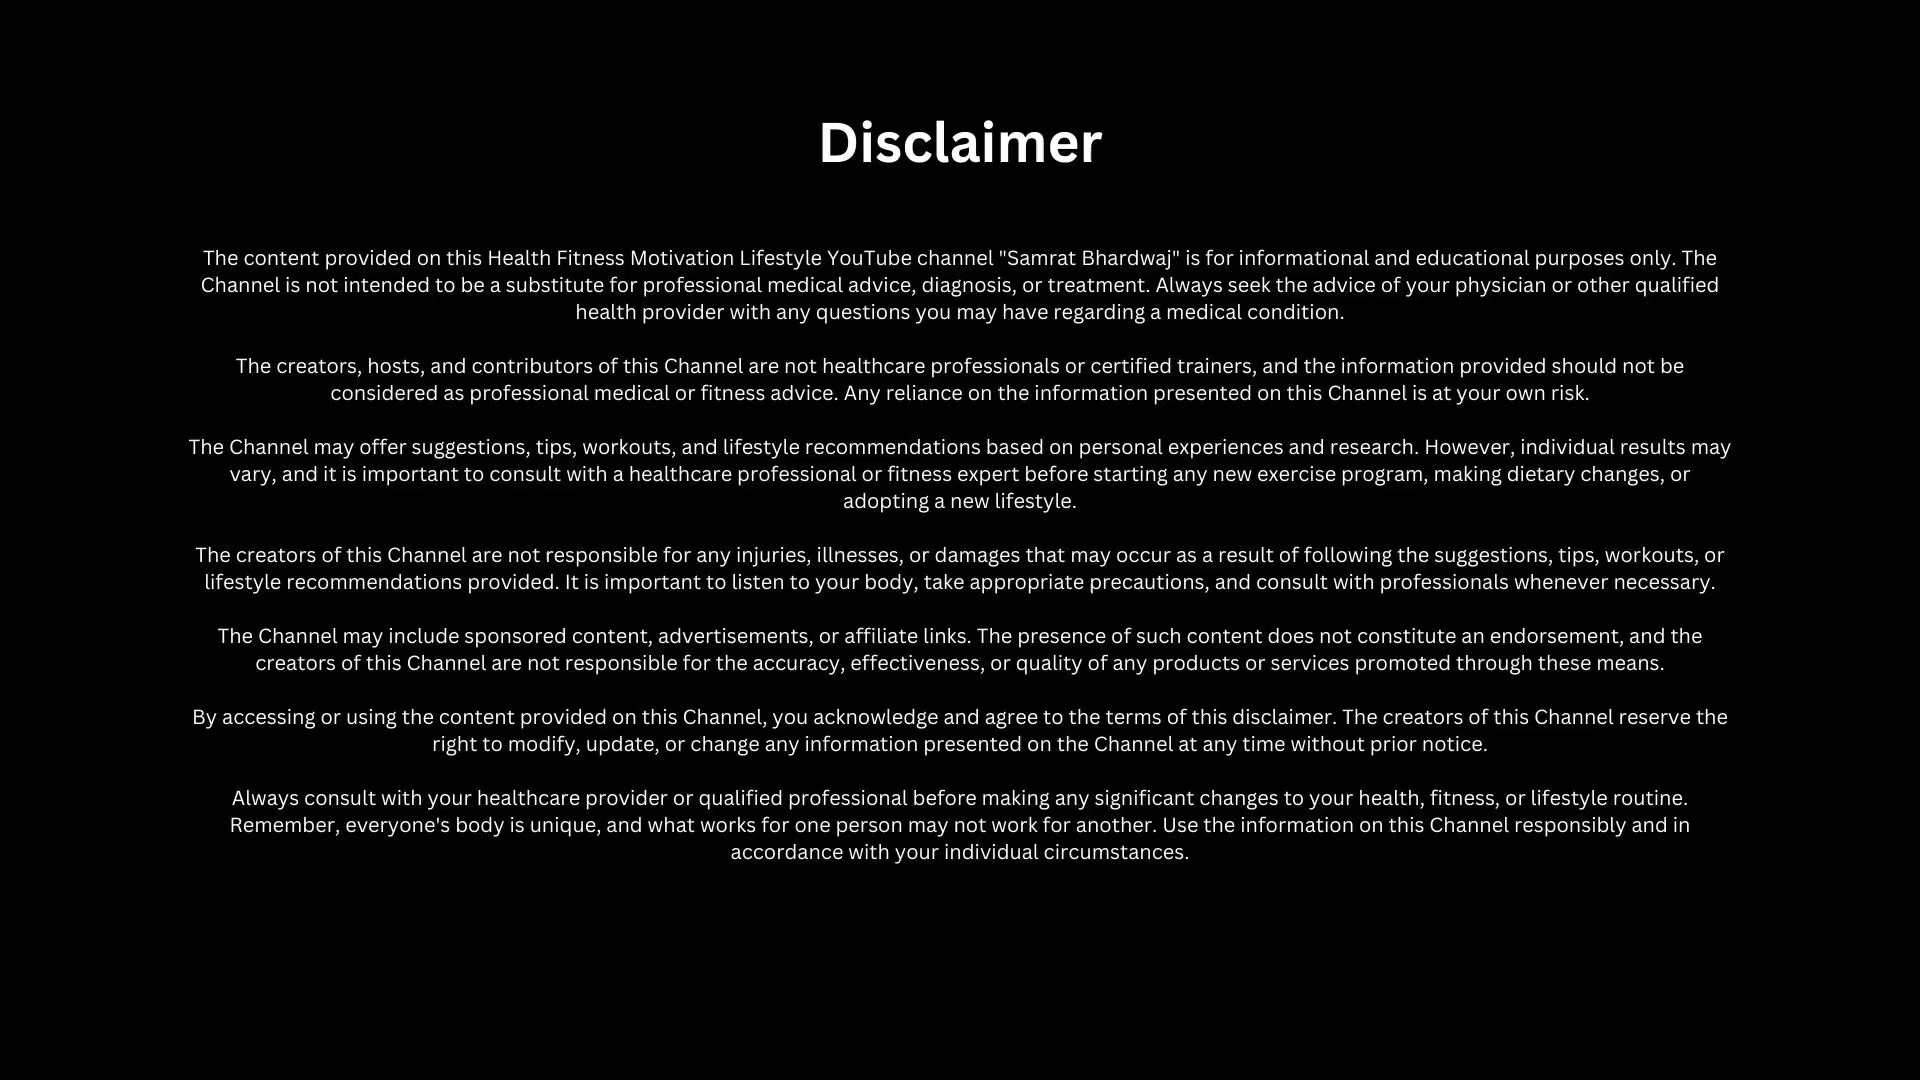 Disclaimer
The content provided on this Health Fitness Motivation Lifestyle YouTube channel "Samrat Bhardwaj" is for informational and educational purposes only. The
Channel is not intended to be a substitute for professional medical advice, diagnosis, or treatment. Always seek the advice of your physician or other qualified
health provider with any questions you may have regarding a medical condition.
The creators, hosts, and contributors of this Channel are not healthcare professionals or certified trainers, and the information provided should not be
considered as professional medical or fitness advice. Any reliance on the information presented on this Channel is at your own risk.
The Channel may offer suggestions, tips, workouts, and lifestyle recommendations based on personal experiences and research. However, individual results may
vary, and it is important to consult with a healthcare professional or fitness expert before starting any new exercise program, making dietary changes, or
adopting a new lifestyle.
The creators of this Channel are not responsible for any injuries, illnesses, or damages that may occur as a result of following the suggestions, tips, workouts, or
lifestyle recommendations provided. It is important to listen to your body, take appropriate precautions, and consult with professionals whenever necessary.
The Channel may include sponsored content, advertisements, or affiliate links. The presence of such content does not constitute an endorsement, and the
creators of this Channel are not responsible for the accuracy, effectiveness, or quality of any products or services promoted through these means.
By accessing or using the content provided on this Channel, you acknowledge and agree to the terms of this disclaimer. The creators of this Channel reserve the
right to modify, update, or change any information presented on the Channel at any time without prior notice.
Always consult with your healthcare provider or qualified professional before making any significant changes to your health, fitness, or lifestyle routine.
Remember, everyone's body is unique, and what works for one person may not work for another. Use the information on this Channel responsibly and in
accordance with your individual circumstances.